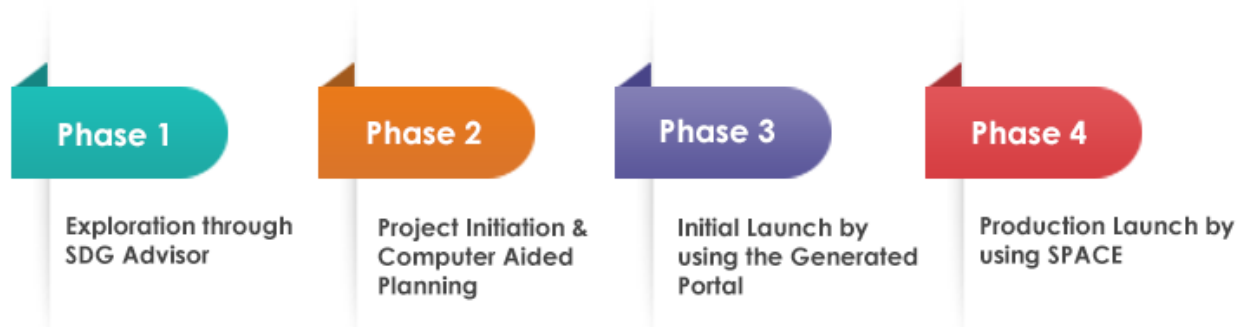 Phase 1
Exploration through
SDG Advisor
Phase 2
Project Initiation &
Computer Aided
Planning
Phase 3
Initial Launch by
using the Generated
Portal
Phase 4
Production Launch by
using SPACE